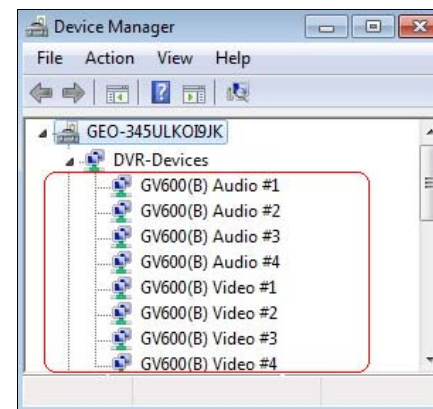 Device Manager
File Action View Help
GEO-345ULKOI9JK
DVR-Devices
GV600(B) Audio #1
GV600(B) Audio #2
GV600(B) Audio #3
GV600(B) Audio #4
GV600(B) Video #1
GV600(B) Video #2
GV600(B) Video #3
GV600(B) Video #4